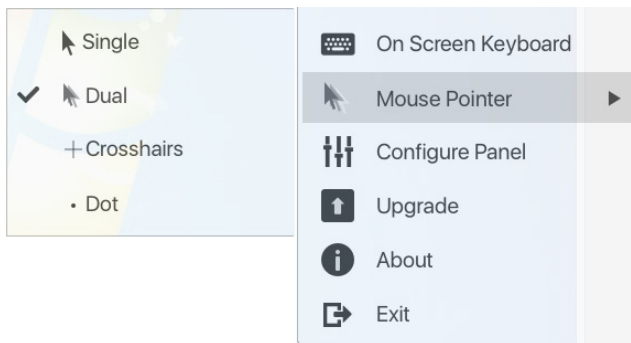 Single
Dual
Crosshairs
Dot
On Screen Keyboard
Mouse Pointer
Configure Panel
Upgrade
About
Exit